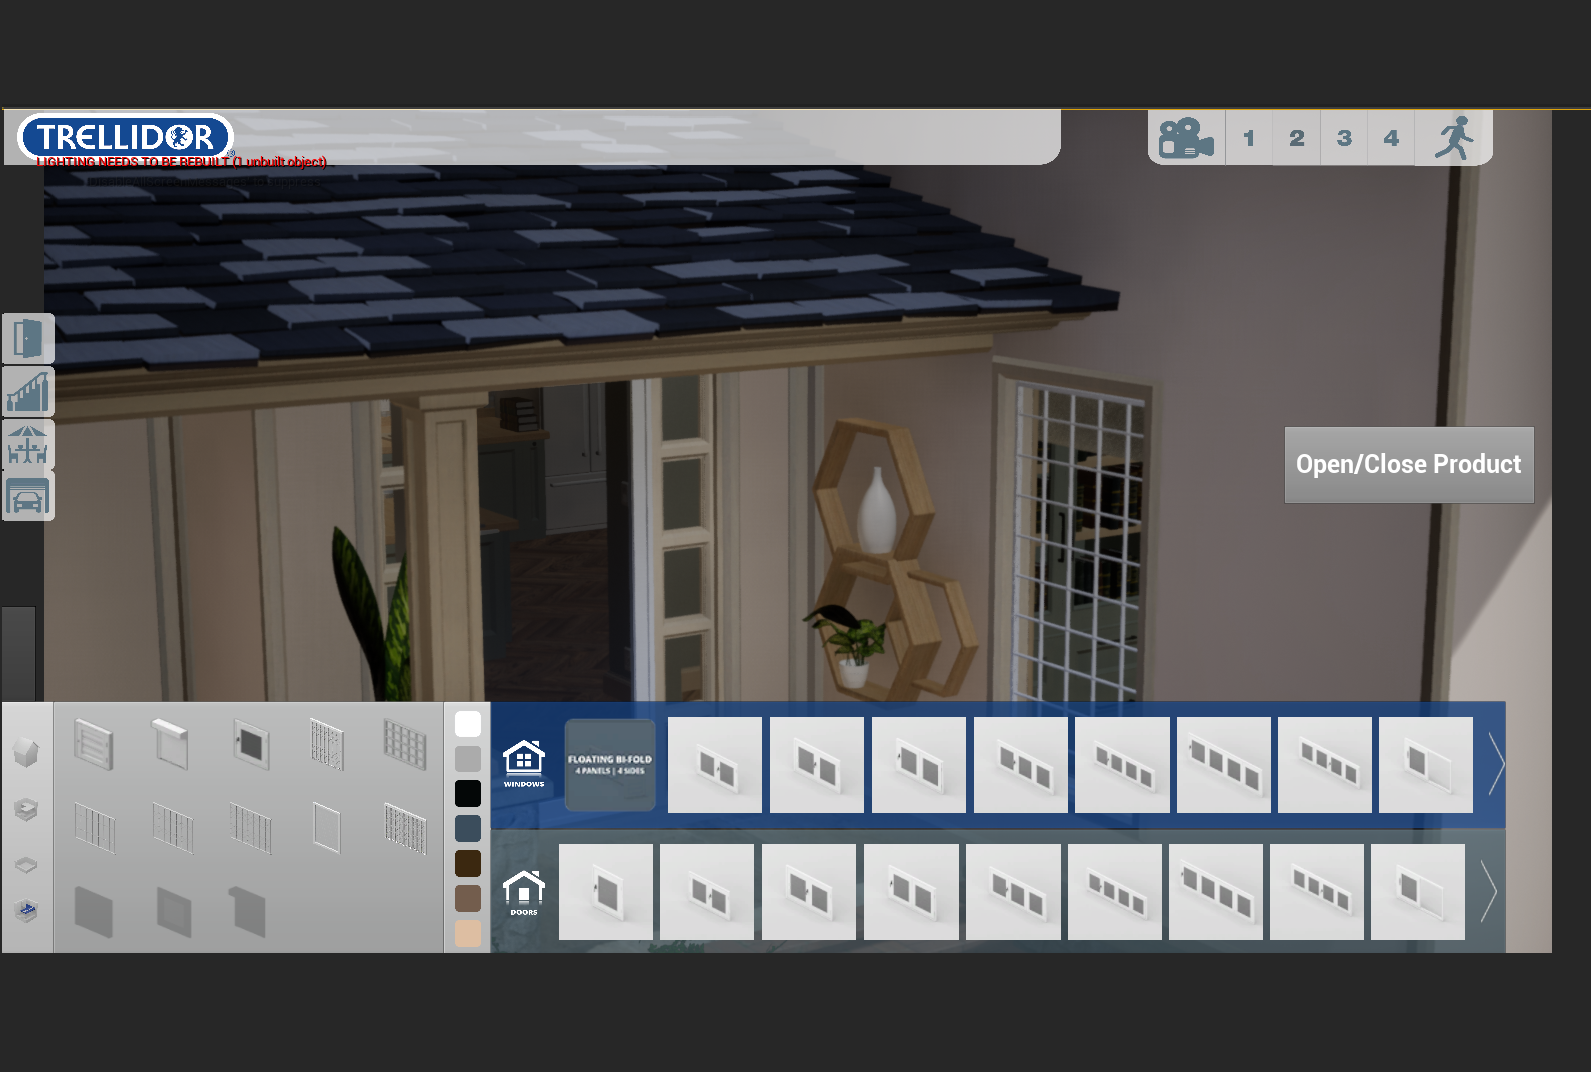 TRELLIDOR
LIGHTING NEEDS TO BE REBUILT (1 unbuilt object)
1 2 3 4
Open/Close Product
WINDOWS
FLOATING BI-FOLD
4 PANELS | 4 SIDES
DOORS